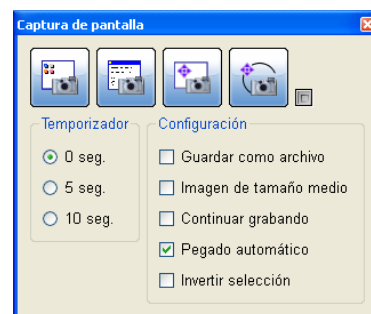 Captura de pantalla
Temporizador
0 seg.
5 seg.
10 seg.
Configuración
Guardar como archivo
Imagen de tamaño medio
Continuar grabando
Pegado automático
Invertir selección